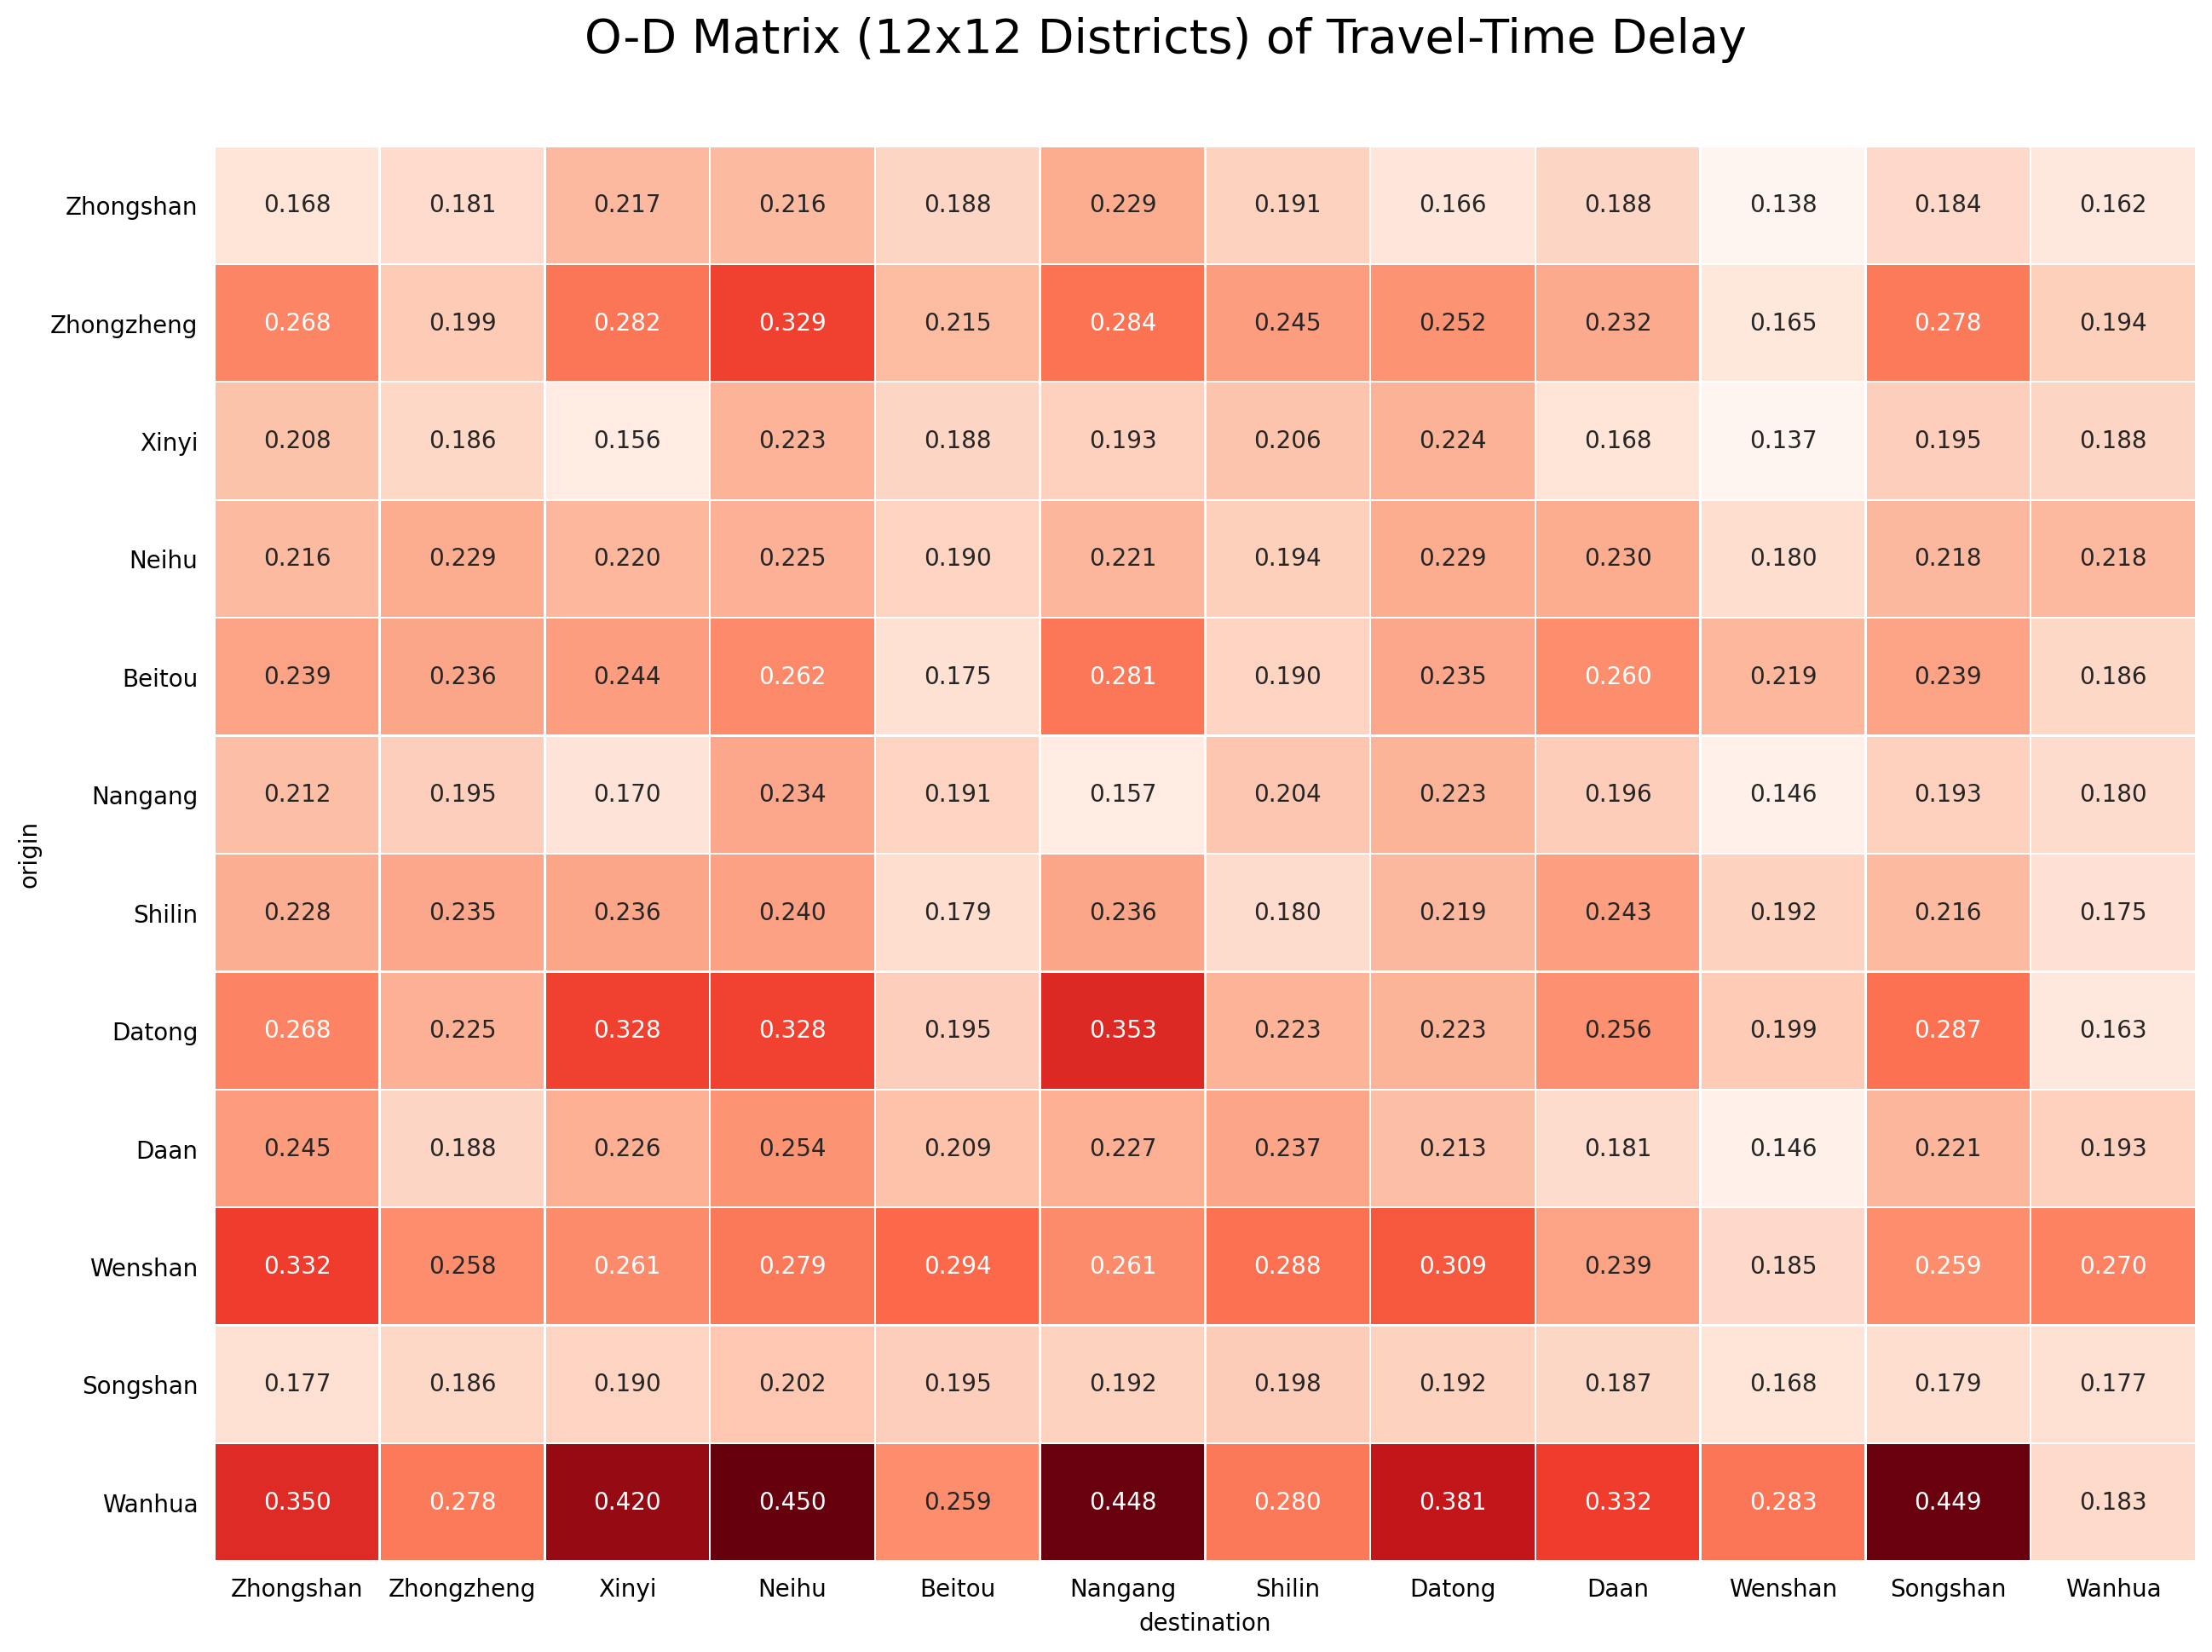 O-D Matrix (12x12 Districts) of Travel-Time Delay
Zhongshan 0.168 0.181 0.217 0.216 0.188 0.229 0.191 0.166 0.188 0.138 0.184 0.162
Zhongzheng 0.268 0.199 0.282 0.329 0.215 0.284 0.245 0.252 0.232 0.165 0.278 0.194
Xinyi 0.208 0.186 0.156 0.223 0.188 0.193 0.206 0.224 0.168 0.137 0.195 0.188
Neihu 0.216 0.229 0.220 0.225 0.190 0.221 0.194 0.229 0.230 0.180 0.218 0.218
Beitou 0.239 0.236 0.244 0.262 0.175 0.281 0.190 0.235 0.260 0.219 0.239 0.186
Nangang 0.212 0.195 0.170 0.234 0.191 0.157 0.204 0.223 0.196 0.146 0.193 0.180
origin
Shilin 0.228 0.235 0.236 0.240 0.179 0.236 0.180 0.219 0.243 0.192 0.216 0.175
Datong 0.268 0.225 0.328 0.328 0.195 0.353 0.223 0.223 0.256 0.199 0.287 0.163
Daan 0.245 0.188 0.226 0.254 0.209 0.227 0.237 0.213 0.181 0.146 0.221 0.193
Wenshan 0.332 0.258 0.261 0.279 0.294 0.261 0.288 0.309 0.239 0.185 0.259 0.270
Songshan 0.177 0.186 0.190 0.202 0.195 0.192 0.198 0.192 0.187 0.168 0.179 0.177
Wanhua 0.350 0.278 0.420 0.450 0.259 0.448 0.280 0.381 0.332 0.283 0.449 0.183
Zhongshan Zhongzheng Xinyi Neihu Beitou Nangang Shilin Datong Daan Wenshan Songshan Wanhua
destination